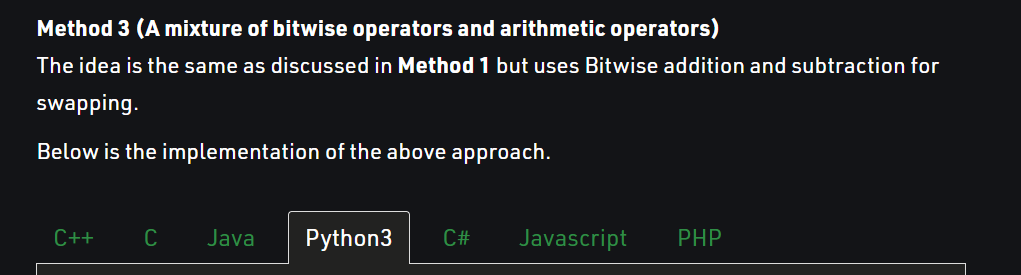 Method 3 (A mixture of bitwise operators and arithmetic operators)
The idea is the same as discussed in Method 1 but uses Bitwise addition and subtraction for
swapping.
Below is the implementation of the above approach.
C++ C Java Python3 C# Javascript PHP